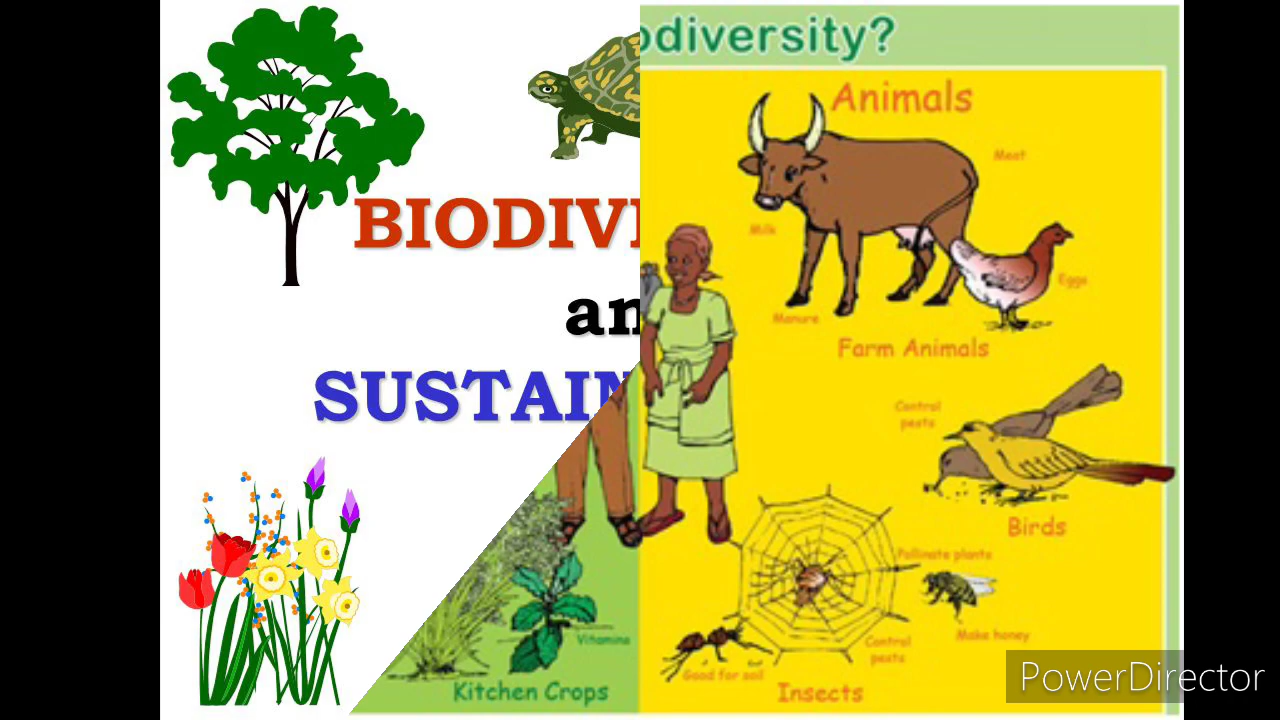 BIODIV
an
SUSTAIN
odiversity?
Animals
Meat
Milk
Eggs
Manure
Farm Animals
Control
pests
Birds
Pollinate plants
Make honey
Control
pests
Good for soil
Insects
Vitamins
Kitchen Crops
PowerDirector